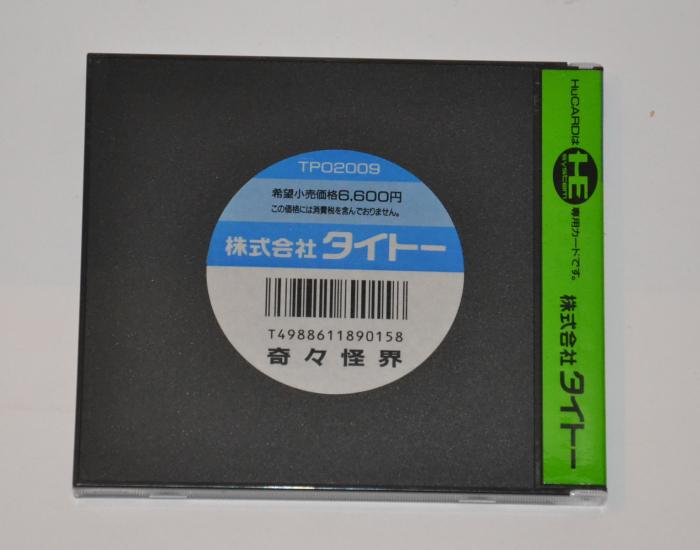 TP02009
希望小売価格6,600円
この価格には消費税を含んでおりません。
株式会社 タイトー
T4988611890158
奇々怪界
HuCARDは HE SYSTEM 専用カードです。 株式会社 タイトー